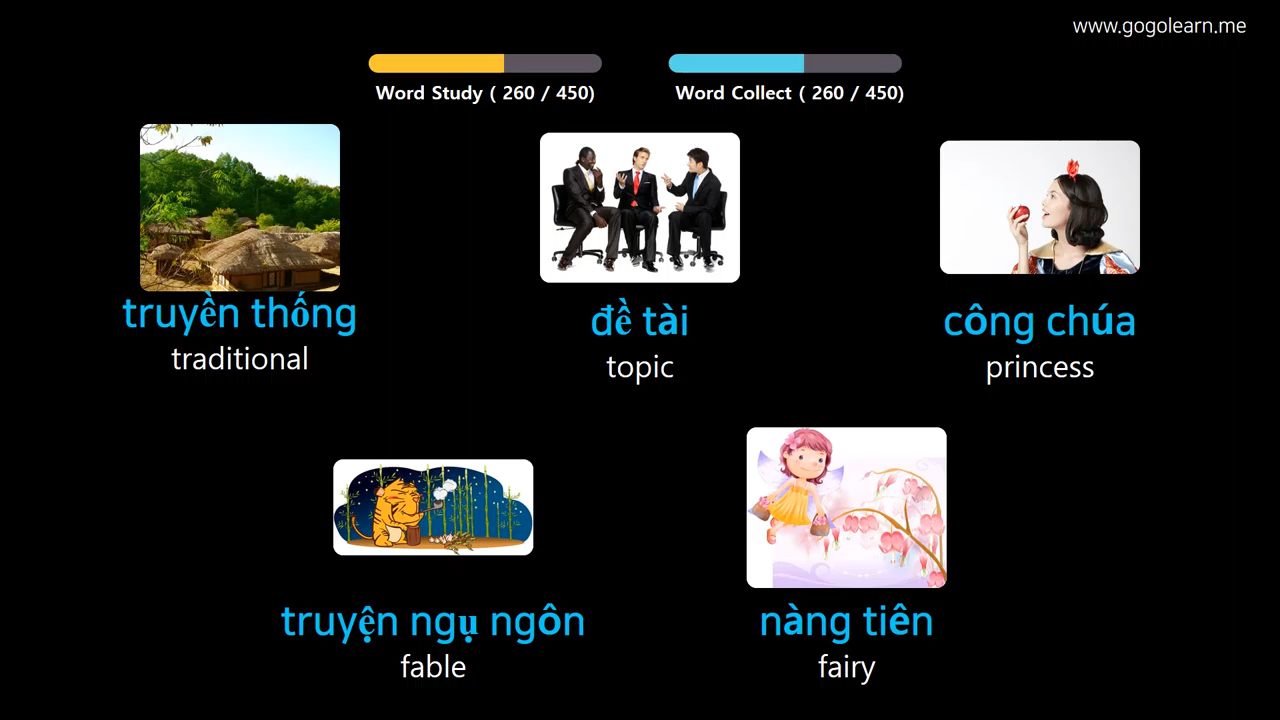 www.gogolearn.me
Word Study ( 260 / 450)
Word Collect ( 260 / 450)
truyền thống
traditional
đề tài
topic
công chúa
princess
truyện ngụ ngôn
fable
nàng tiên
fairy